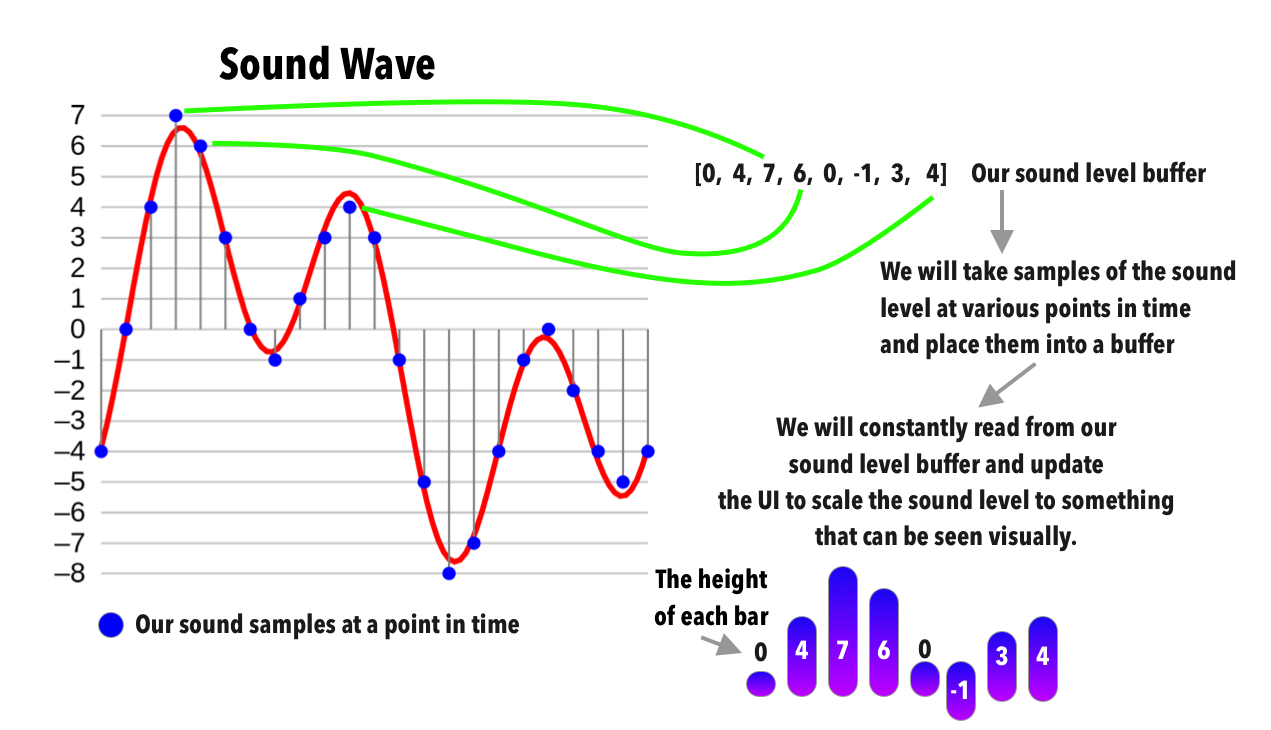 Sound Wave
7
6
5
4
3
2
1
0
–1
–2
–3
–4
–5
–6
–7
–8
Our sound samples at a point in time
[0, 4, 7, 6, 0, -1, 3, 4] Our sound level buffer
We will take samples of the sound
level at various points in time
and place them into a buffer
We will constantly read from our
sound level buffer and update
the UI to scale the sound level to something
that can be seen visually.
The height
of each bar
0 4 7 6 0 -1 3 4